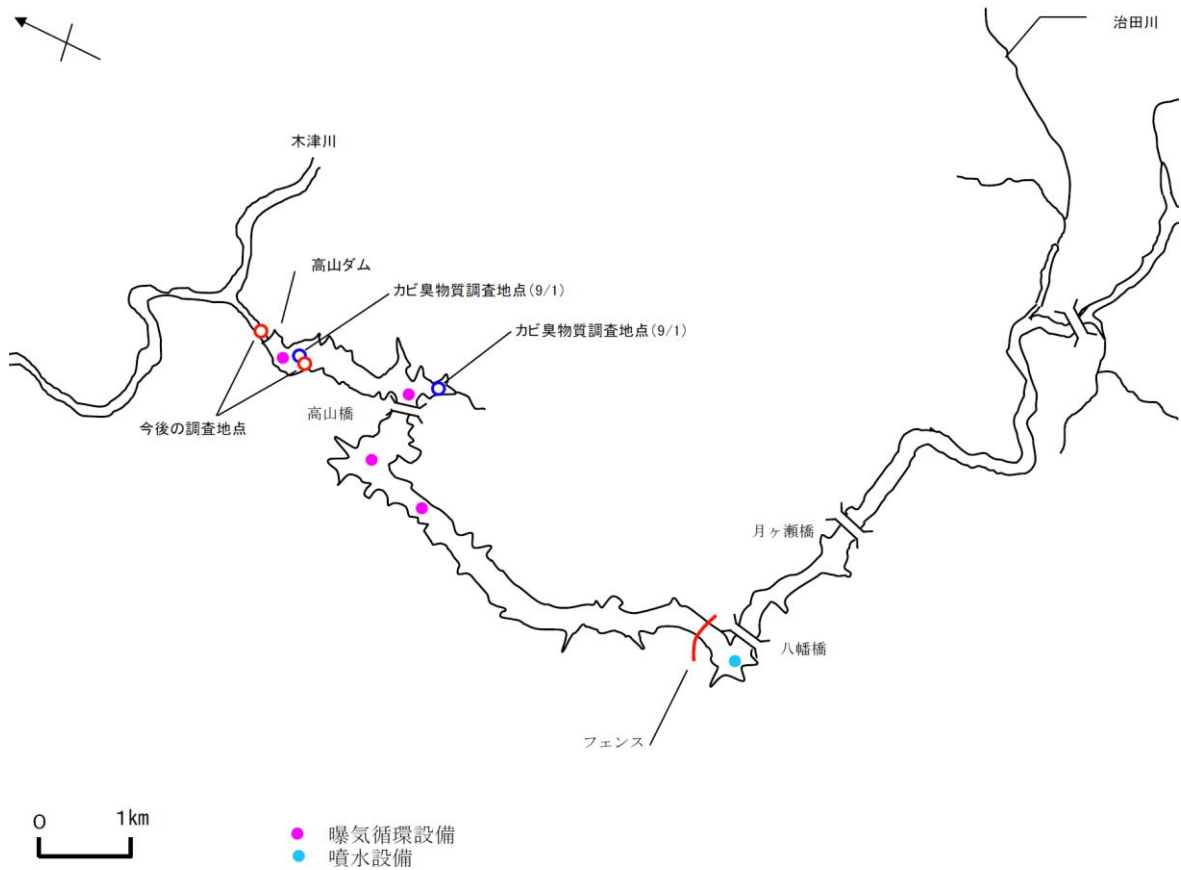 治田川
木津川
高山ダム
カビ臭物質調査地点(9/1)
カビ臭物質調査地点(9/1)
高山橋
今後の調査地点
月ヶ瀬橋
八幡橋
フェンス
0 1km
曝気循環設備
噴水設備